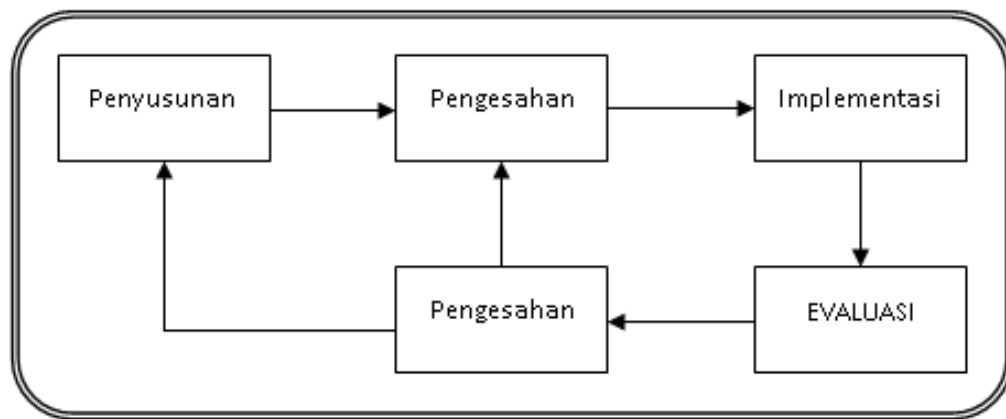 Penyusunan
Pengesahan
Implementasi
Pengesahan
EVALUASI